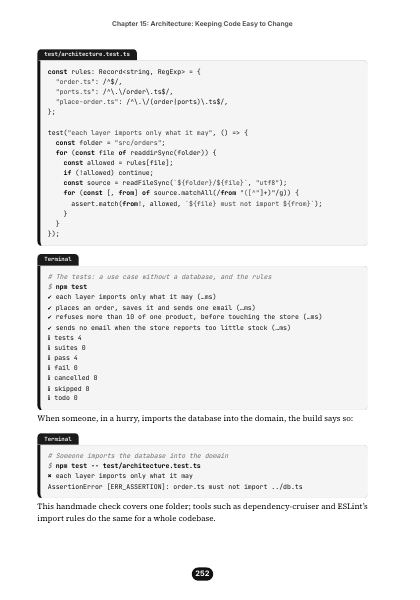 Chapter 15: Architecture: Keeping Code Easy to Change
test/architecture.test.ts
const rules: Record<string, RegExp> = {
"order.ts": /^$/,
"ports.ts": /^\.\/order\.ts$/,
"place-order.ts": /^\.\/(order|ports)\.ts$/,
};
test("each layer imports only what it may", () => {
const folder = "src/orders";
for (const file of readdirSync(folder)) {
const allowed = rules[file];
if (!allowed) continue;
const source = readFileSync(`${folder}/${file}`, "utf8");
for (const [, from] of source.matchAll(/from "([^"]+)"/g)) {
assert.match(from!, allowed, `${file} must not import ${from}`);
}
}
});
Terminal
# The tests: a use case without a database, and the rules
$ npm test
✔ each layer imports only what it may (…ms)
✔ places an order, saves it and sends one email (…ms)
✔ refuses more than 10 of one product, before touching the store (…ms)
✔ sends no email when the store reports too little stock (…ms)
ℹ tests 4
ℹ suites 0
ℹ pass 4
ℹ fail 0
ℹ cancelled 0
ℹ skipped 0
ℹ todo 0
When someone, in a hurry, imports the database into the domain, the build says so:
Terminal
# Someone imports the database into the domain
$ npm test -- test/architecture.test.ts
✖ each layer imports only what it may
AssertionError [ERR_ASSERTION]: order.ts must not import ../db.ts
This handmade check covers one folder; tools such as dependency-cruiser and ESLint's
import rules do the same for a whole codebase.
252